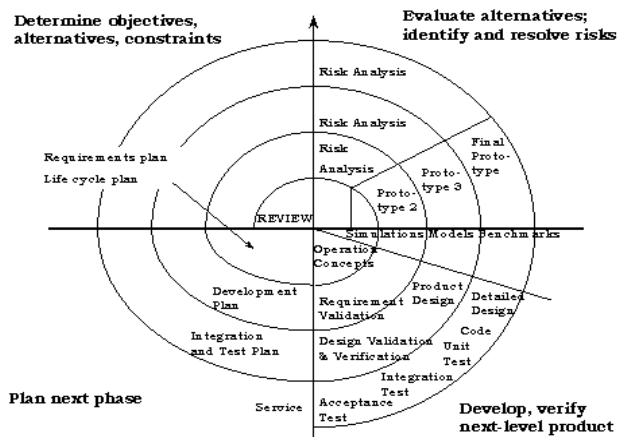 Determine objectives,
alternatives, constraints
Evaluate alternatives;
identify and resolve risks
Risk Analysis
Risk Analysis
Risk
Analysis
Final
Proto-
type
Proto-
type 3
Proto-
type 2
Requirements plan
Life cycle plan
REVIEW
Simulations Models Benchmarks
Operation
Concepts
Development
Plan
Requirement
Validation
Product
Design
Detailed
Design
Integration
and Test Plan
Design Validation
& Verification
Code
Unit
Test
Integration
Test
Plan next phase
Service
Acceptance
Test
Develop, verify
next-level product